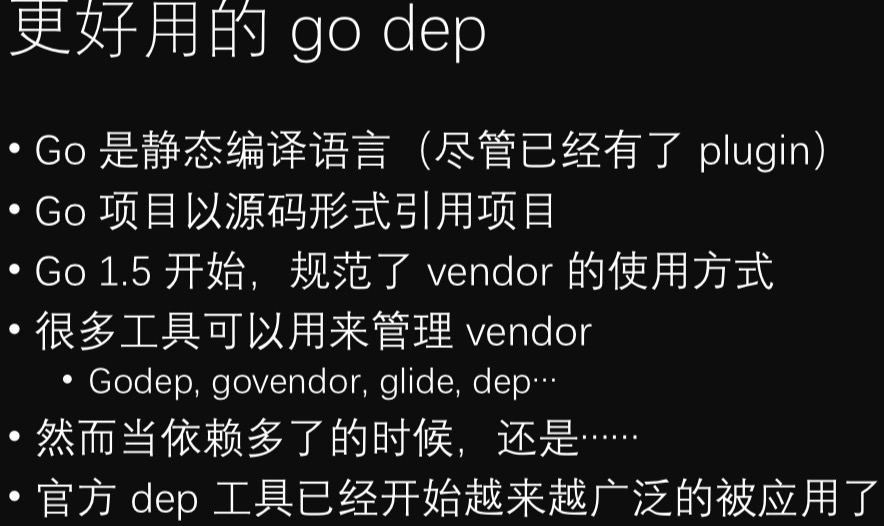 更好用的 go dep
• Go 是静态编译语言（尽管已经有了 plugin）
• Go 项目以源码形式引用项目
• Go 1.5 开始，规范了 vendor 的使用方式
• 很多工具可以用来管理 vendor
• Godep, govendor, glide, dep…
• 然而当依赖多了的时候，还是……
• 官方 dep 工具已经开始越来越广泛的被应用了